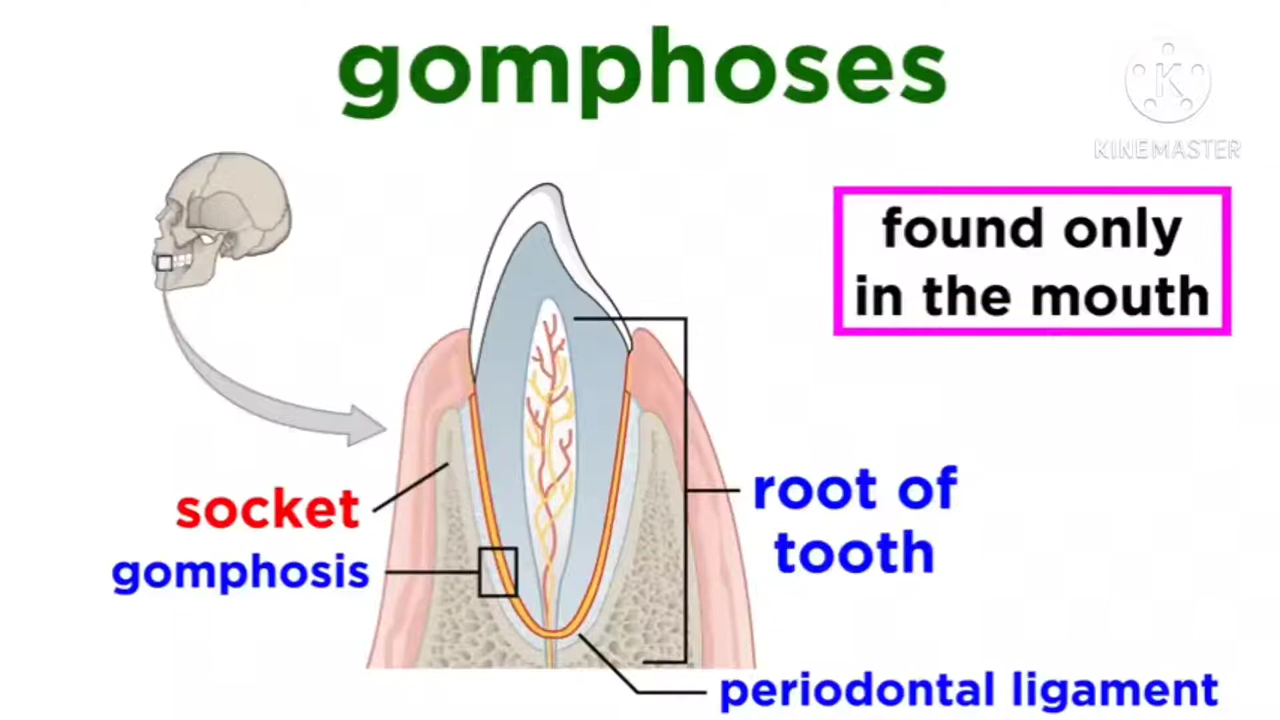 gomphoses
K
KINEMASTER
found only
in the mouth
socket
gomphosis
root of
tooth
periodontal ligament